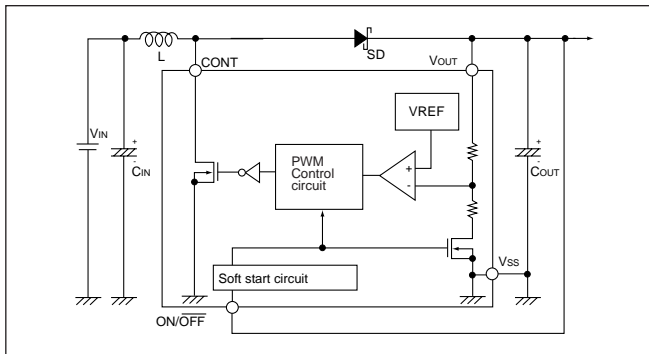 L
SD
CONT
VOUT
VREF
VIN
+
-
CIN
PWM
Control
circuit
+
-
+
-
COUT
VSS
Soft start circuit
ON/OFF